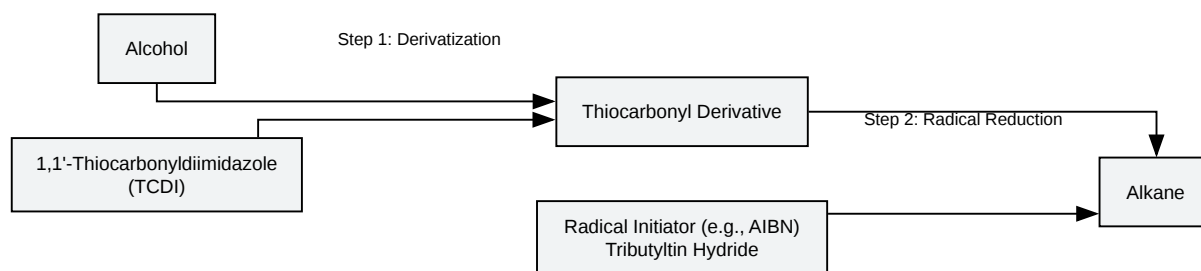 Alcohol
Step 1: Derivatization
1,1'-Thiocarbonyldiimidazole
(TCDI)
Thiocarbonyl Derivative
Step 2: Radical Reduction
Radical Initiator (e.g., AIBN)
Tributyltin Hydride
Alkane